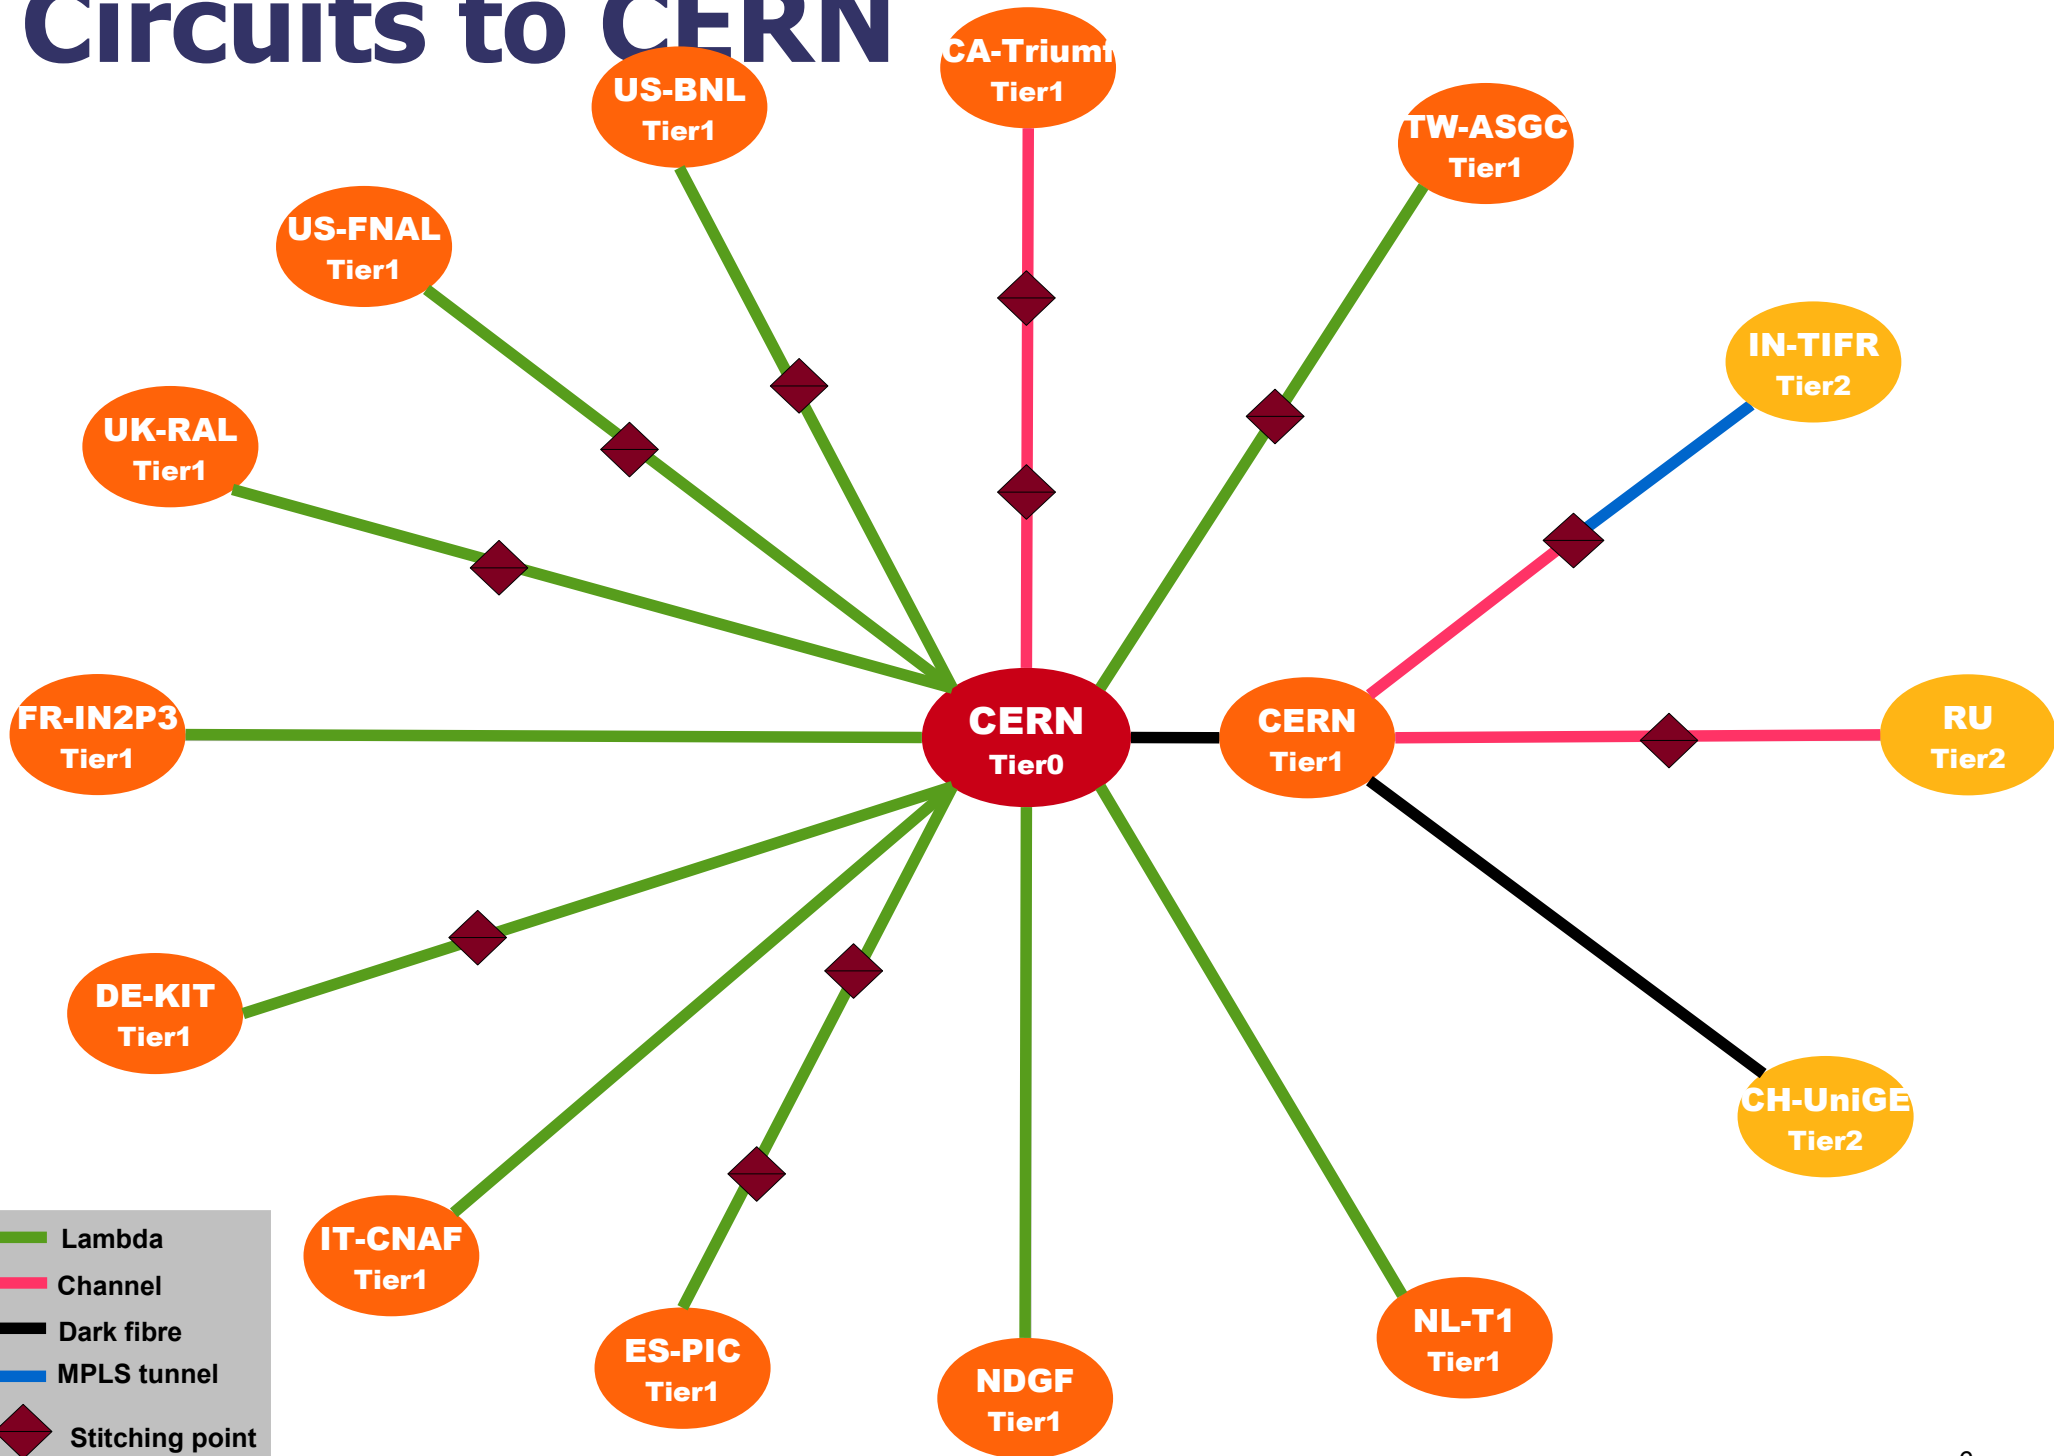 Circuits to CERN
CA-Triumf
Tier1
US-BNL
Tier1
TW-ASGC
Tier1
US-FNAL
Tier1
IN-TIFR
Tier2
UK-RAL
Tier1
FR-IN2P3
Tier1
CERN
Tier0
CERN
Tier1
RU
Tier2
DE-KIT
Tier1
CH-UniGE
Tier2
IT-CNAF
Tier1
ES-PIC
Tier1
NDGF
Tier1
NL-T1
Tier1
Lambda
Channel
Dark fibre
MPLS tunnel
Stitching point